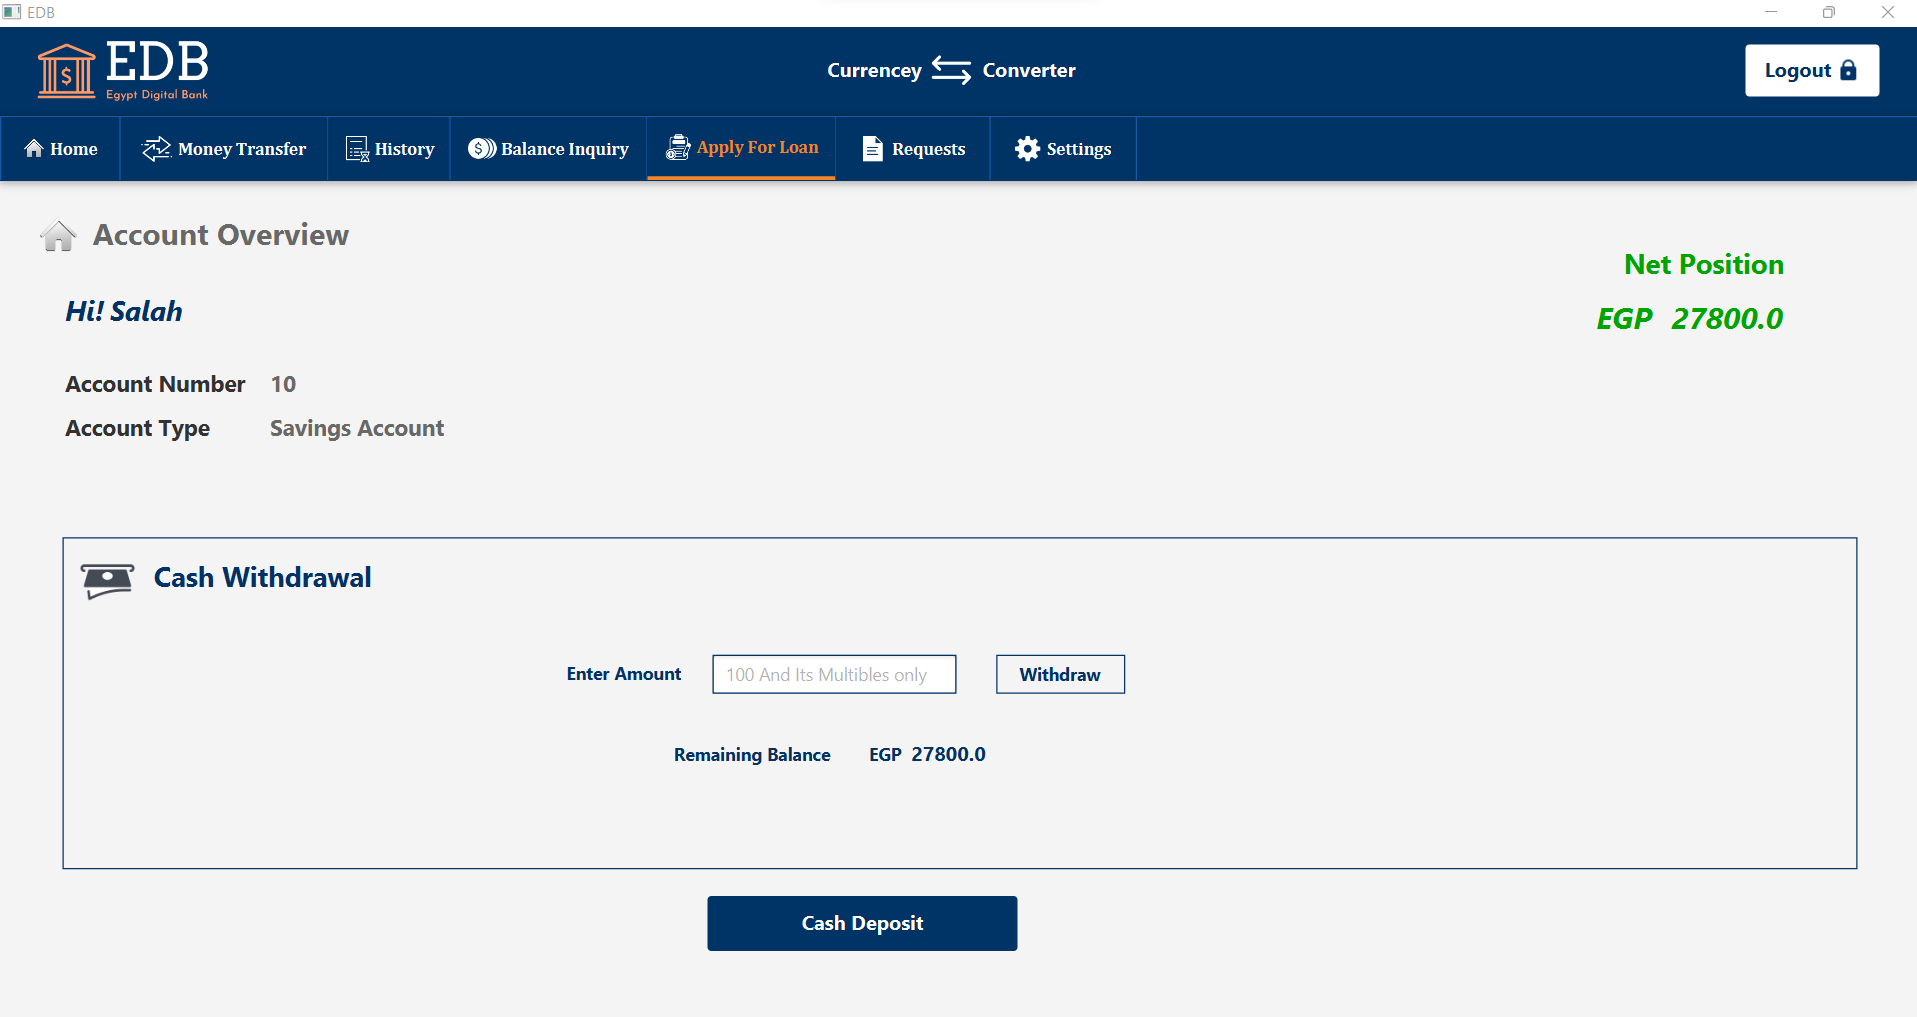 EDB
EDB
Egypt Digital Bank
Currencey Converter
Logout
Home Money Transfer History Balance Inquiry Apply For Loan Requests Settings
Account Overview
Net Position
Hi! Salah
EGP 27800.0
Account Number 10
Account Type Savings Account
Cash Withdrawal
Enter Amount 100 And Its Multibles only Withdraw
Remaining Balance EGP 27800.0
Cash Deposit